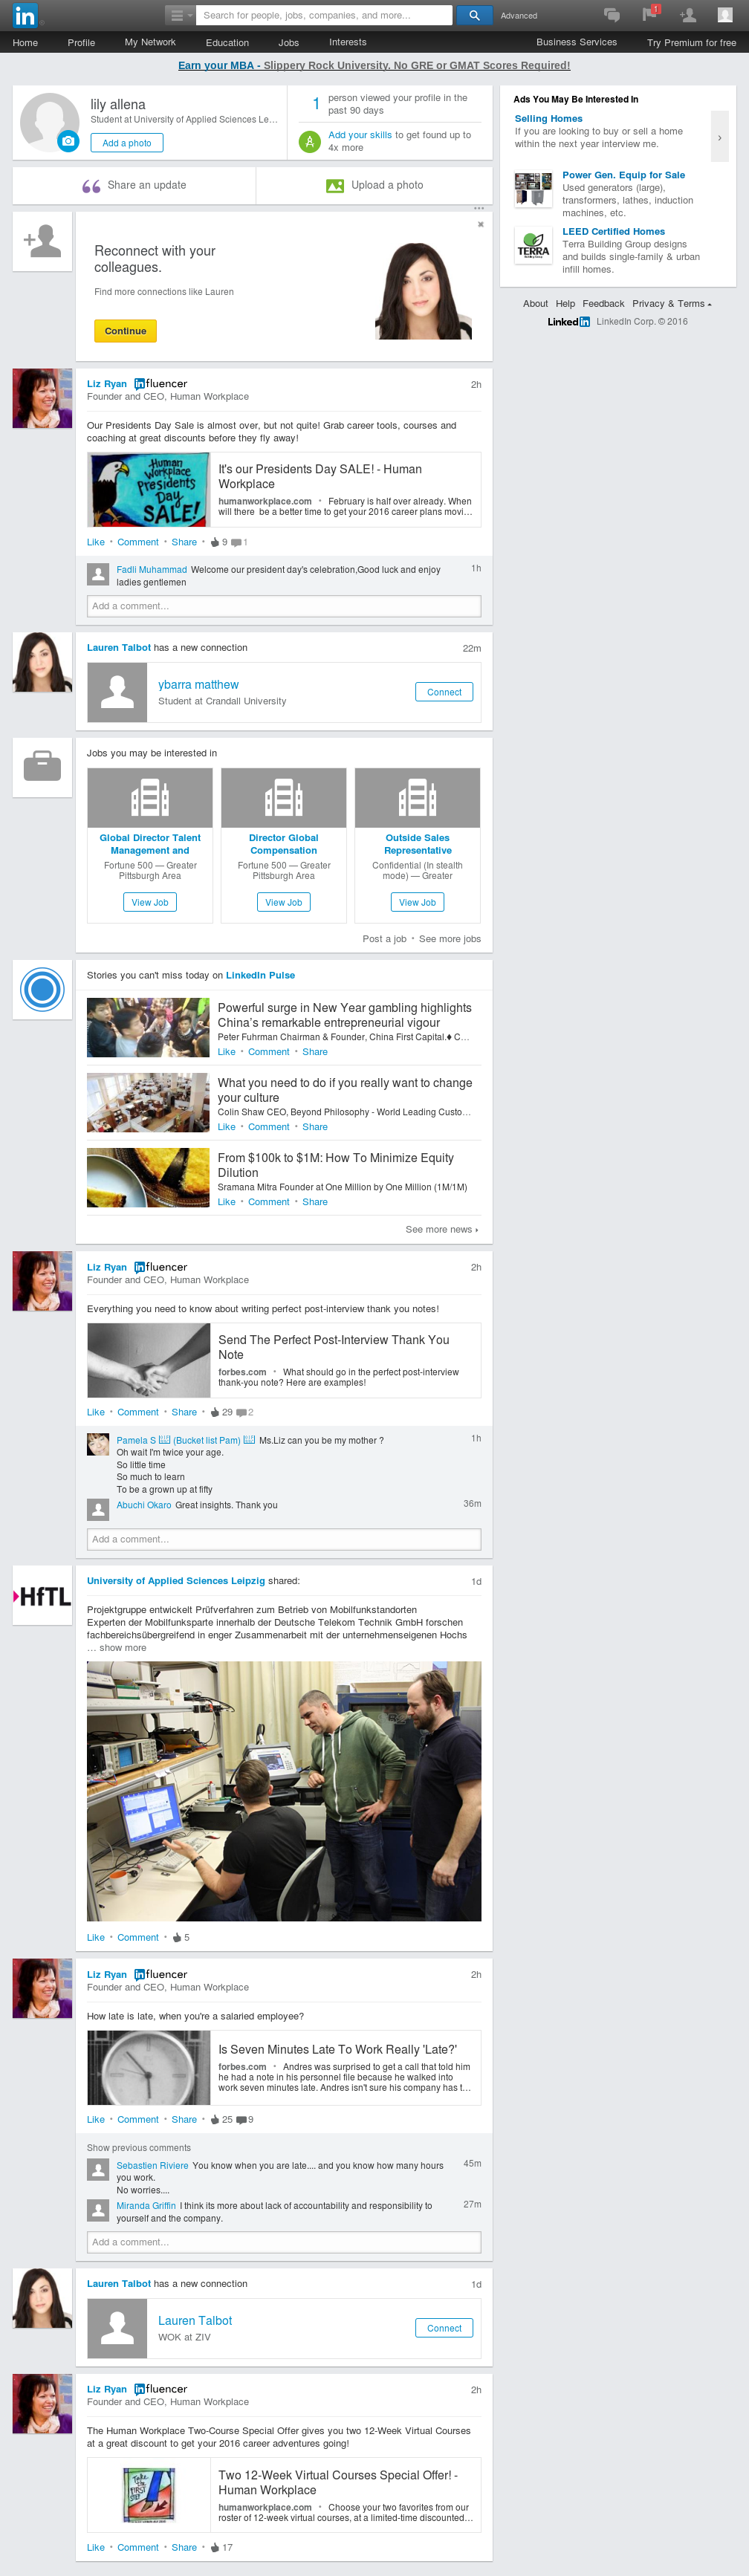 in
Search for people, jobs, companies, and more...
Advanced
1
Home
Profile
My Network
Education
Jobs
Interests
Business Services
Try Premium for free
Earn your MBA - Slippery Rock University. No GRE or GMAT Scores Required!
lily allena
Student at University of Applied Sciences Le…
Add a photo
1
person viewed your profile in the
past 90 days
Add your skills to get found up to
4x more
Share an update
Upload a photo
Reconnect with your
colleagues.
Find more connections like Lauren
Continue
Liz Ryan influencer
2h
Founder and CEO, Human Workplace
Our Presidents Day Sale is almost over, but not quite! Grab career tools, courses and
coaching at great discounts before they fly away!
Human
Workplace
Presidents
Day
SALE!
It's our Presidents Day SALE! - Human
Workplace
humanworkplace.com • February is half over already. When
will there be a better time to get your 2016 career plans movi…
Like • Comment • Share • 9 1
Fadli Muhammad Welcome our president day's celebration,Good luck and enjoy
ladies gentlemen
1h
Add a comment...
Lauren Talbot has a new connection
22m
ybarra matthew
Student at Crandall University
Connect
Jobs you may be interested in
Global Director Talent
Management and
Fortune 500 — Greater
Pittsburgh Area
View Job
Director Global
Compensation
Fortune 500 — Greater
Pittsburgh Area
View Job
Outside Sales
Representative
Confidential (In stealth
mode) — Greater
View Job
Post a job • See more jobs
Stories you can't miss today on LinkedIn Pulse
Powerful surge in New Year gambling highlights
China's remarkable entrepreneurial vigour
Peter Fuhrman Chairman & Founder, China First Capital.♦ C…
Like • Comment • Share
What you need to do if you really want to change
your culture
Colin Shaw CEO, Beyond Philosophy - World Leading Custo…
Like • Comment • Share
From $100k to $1M: How To Minimize Equity
Dilution
Sramana Mitra Founder at One Million by One Million (1M/1M)
Like • Comment • Share
See more news
Liz Ryan influencer
2h
Founder and CEO, Human Workplace
Everything you need to know about writing perfect post-interview thank you notes!
Send The Perfect Post-Interview Thank You
Note
forbes.com • What should go in the perfect post-interview
thank-you note? Here are examples!
Like • Comment • Share • 29 2
Pamela S (Bucket list Pam) Ms.Liz can you be my mother ?
1h
Oh wait I'm twice your age.
So little time
So much to learn
To be a grown up at fifty
Abuchi Okaro Great insights. Thank you
36m
Add a comment...
HfTL
University of Applied Sciences Leipzig shared:
1d
Projektgruppe entwickelt Prüfverfahren zum Betrieb von Mobilfunkstandorten
Experten der Mobilfunksparte innerhalb der Deutsche Telekom Technik GmbH forschen
fachbereichsübergreifend in enger Zusammenarbeit mit der unternehmenseigenen Hochs
… show more
Like • Comment • 5
Liz Ryan influencer
2h
Founder and CEO, Human Workplace
How late is late, when you're a salaried employee?
Is Seven Minutes Late To Work Really 'Late?'
forbes.com • Andres was surprised to get a call that told him
he had a note in his personnel file because he walked into
work seven minutes late. Andres isn't sure his company has t…
Like • Comment • Share • 25 9
Show previous comments
Sebastien Riviere You know when you are late.... and you know how many hours
you work.
No worries....
45m
Miranda Griffin I think its more about lack of accountability and responsibility to
yourself and the company.
27m
Add a comment...
Lauren Talbot has a new connection
1d
Lauren Talbot
WOK at ZIV
Connect
Liz Ryan influencer
2h
Founder and CEO, Human Workplace
The Human Workplace Two-Course Special Offer gives you two 12-Week Virtual Courses
at a great discount to get your 2016 career adventures going!
Take the
FIRST
STEP
Two 12-Week Virtual Courses Special Offer! -
Human Workplace
humanworkplace.com • Choose your two favorites from our
roster of 12-week virtual courses, at a limited-time discounted…
Like • Comment • Share • 17
Ads You May Be Interested In
Selling Homes
If you are looking to buy or sell a home
within the next year interview me.
Power Gen. Equip for Sale
Used generators (large),
transformers, lathes, induction
machines, etc.
TERRA
LEED Certified Homes
Terra Building Group designs
and builds single-family & urban
infill homes.
About Help Feedback Privacy & Terms
LinkedIn LinkedIn Corp. © 2016